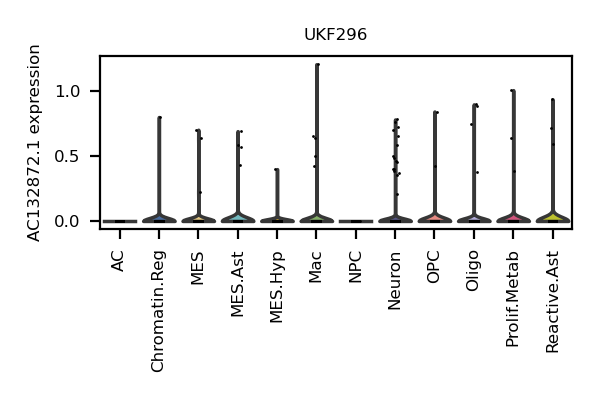 UKF296
AC132872.1 expression
1.0
0.5
0.0
AC
Chromatin.Reg
MES
MES.Ast
MES.Hyp
Mac
NPC
Neuron
OPC
Oligo
Prolif.Metab
Reactive.Ast